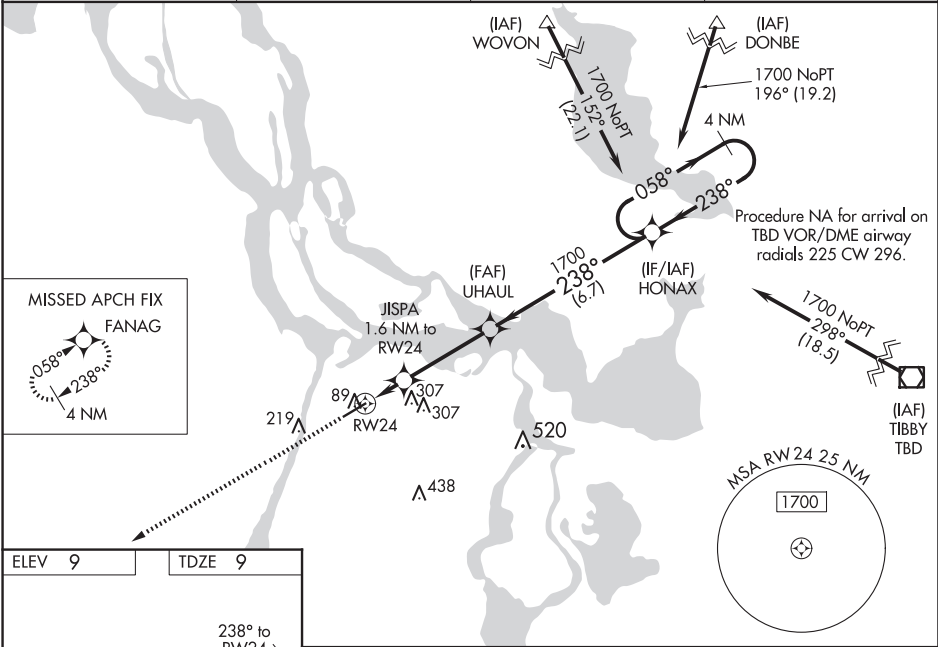 (IAF)
WOVON
(IAF)
DONBE
1700 NoPT
152°
(22.1)
1700 NoPT
196° (19.2)
4 NM
058°
238°
Procedure NA for arrival on
TBD VOR/DME airway
radials 225 CW 296.
(IF/IAF)
HONAX
1700
238°
(6.7)
(FAF)
UHAUL
JISPA
1.6 NM to
RW24
MISSED APCH FIX
FANAG
058°
238°
4 NM
1700 NoPT
298°
(18.5)
(IAF)
TIBBY
TBD
89
307
307
RW24
219
520
438
MSA RW 24 25 NM
1700
ELEV 9
TDZE 9
238° to
RW24